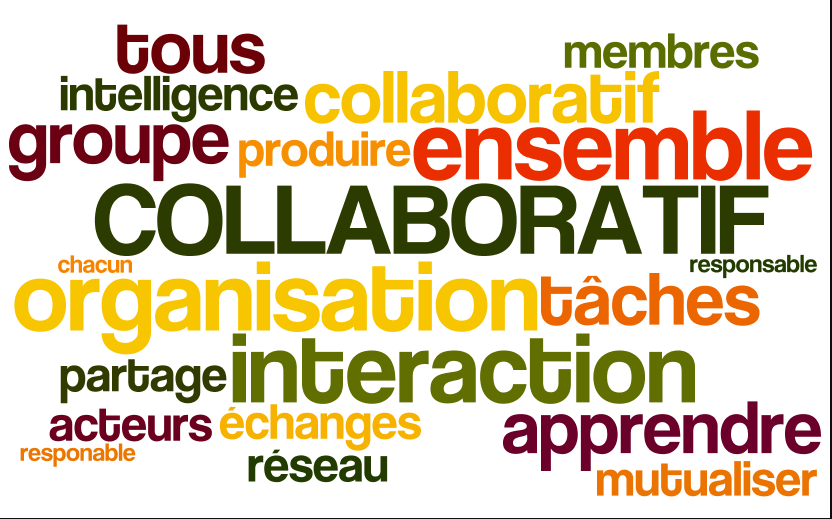 tous
membres
intelligence
collaboratif
groupe
produire
ensemble
COLLABORATIF
chacun
responsable
organisation
tâches
partage
interaction
acteurs
échanges
apprendre
responable
réseau
mutualiser